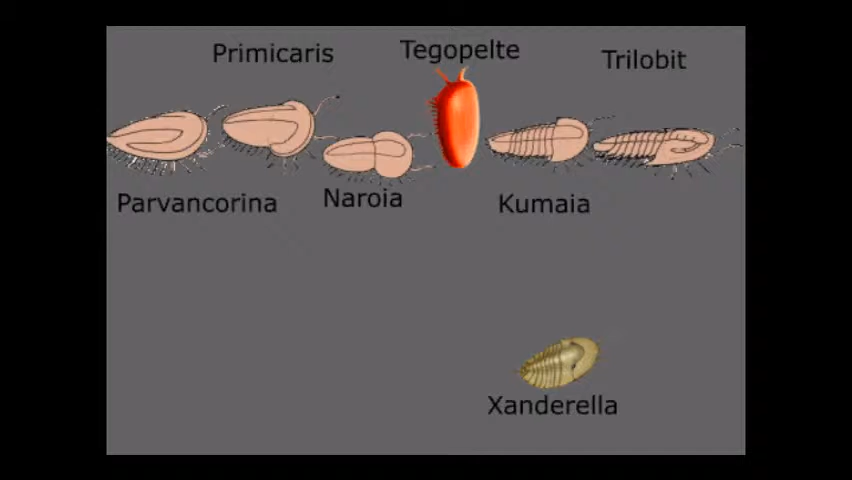 Primicaris
Tegopelte
Trilobit
Parvancorina
Naroia
Kumaia
Xanderella